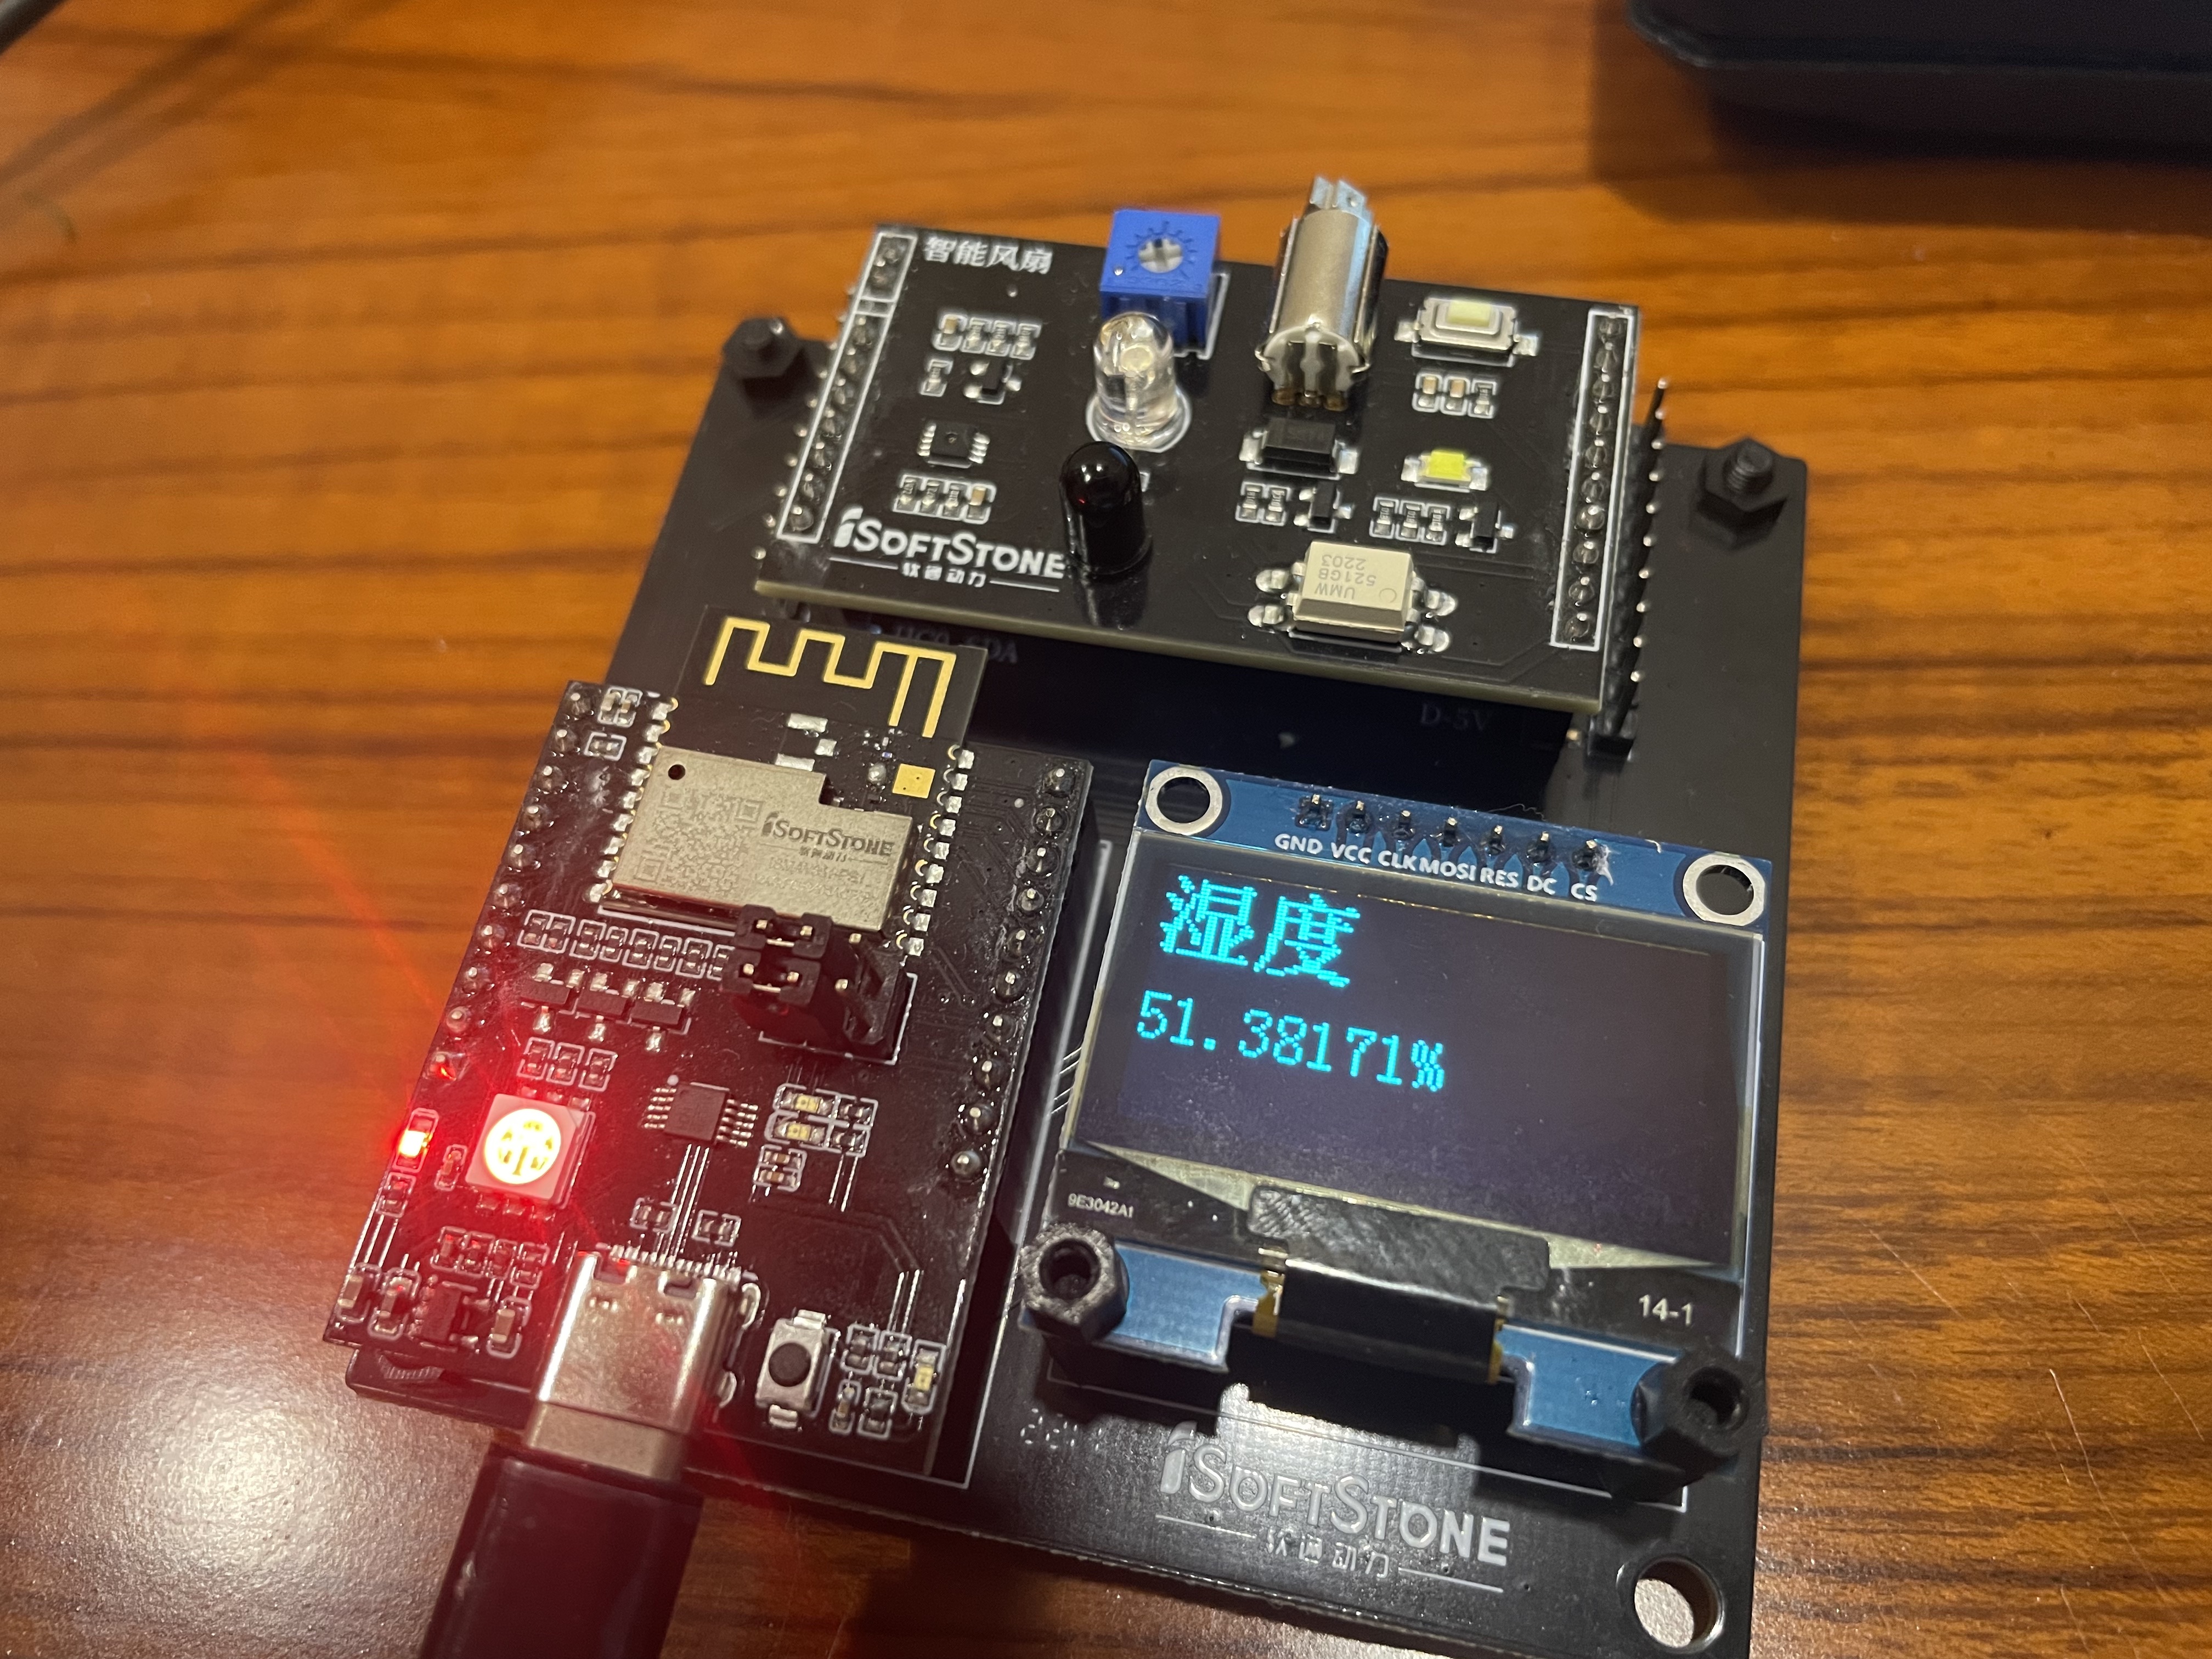 智能风扇
iSOFTSTONE
软通动力
UMW
521GB
2203
D-5V
iSOFTSTONE
软通动力
GND VCC CLK MOSI RES DC CS
湿度
51.38171%
9E3042A1
14-1
iSOFTSTONE
软通动力